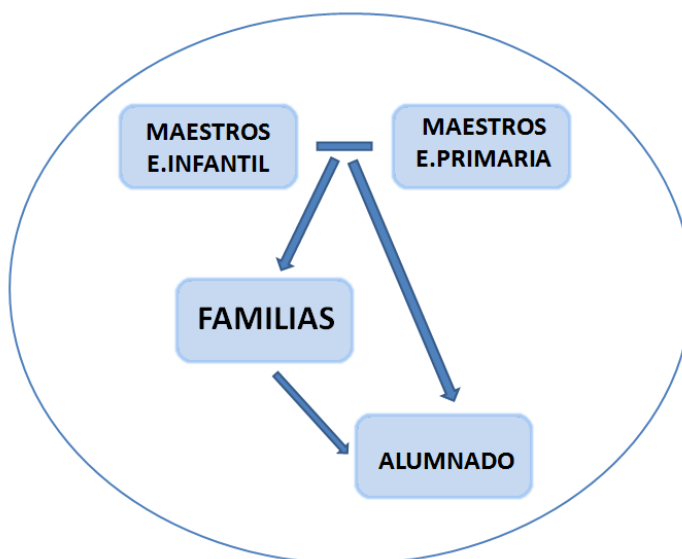 MAESTROS
E.INFANTIL
MAESTROS
E.PRIMARIA
FAMILIAS
ALUMNADO